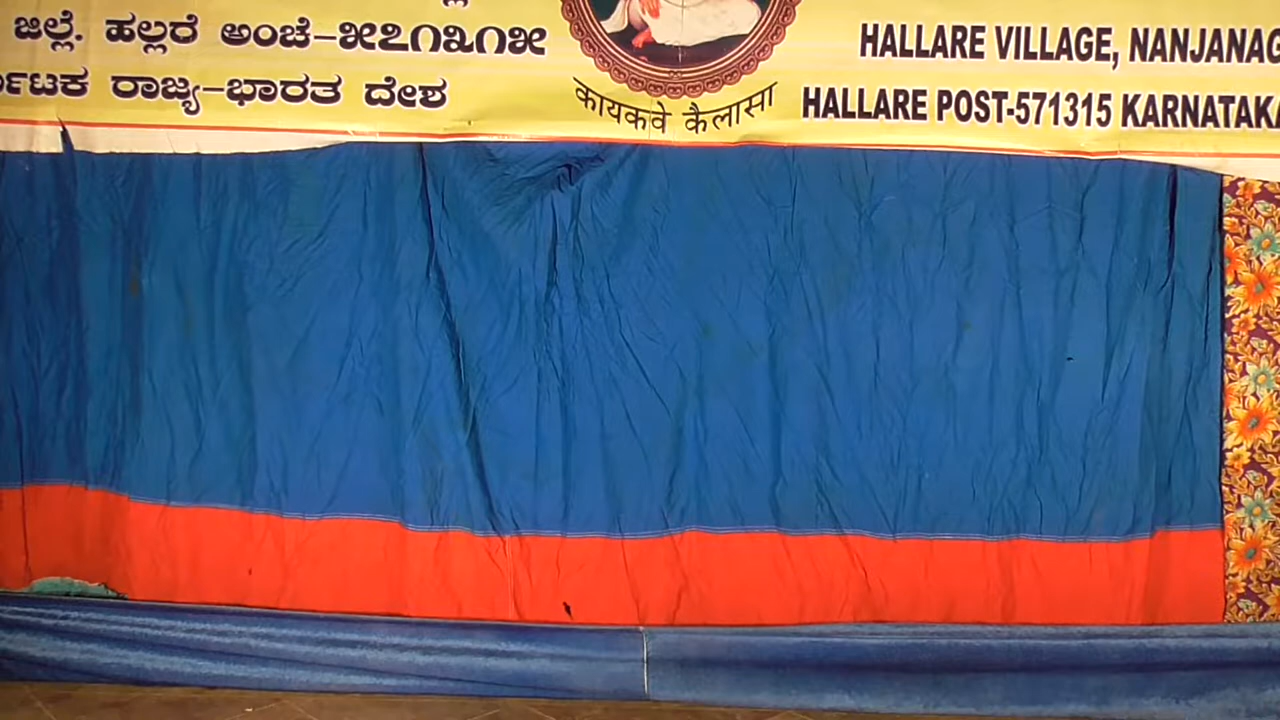 ಜಿಲ್ಲೆ. ಹಲ್ಲರೆ ಅಂಚೆ–೫೭೧೩೧೫
ರ್ನಾಟಕ ರಾಜ್ಯ–ಭಾರತ ದೇಶ
कायकवे कैलासा
HALLARE VILLAGE, NANJANAG
HALLARE POST-571315 KARNATAKA